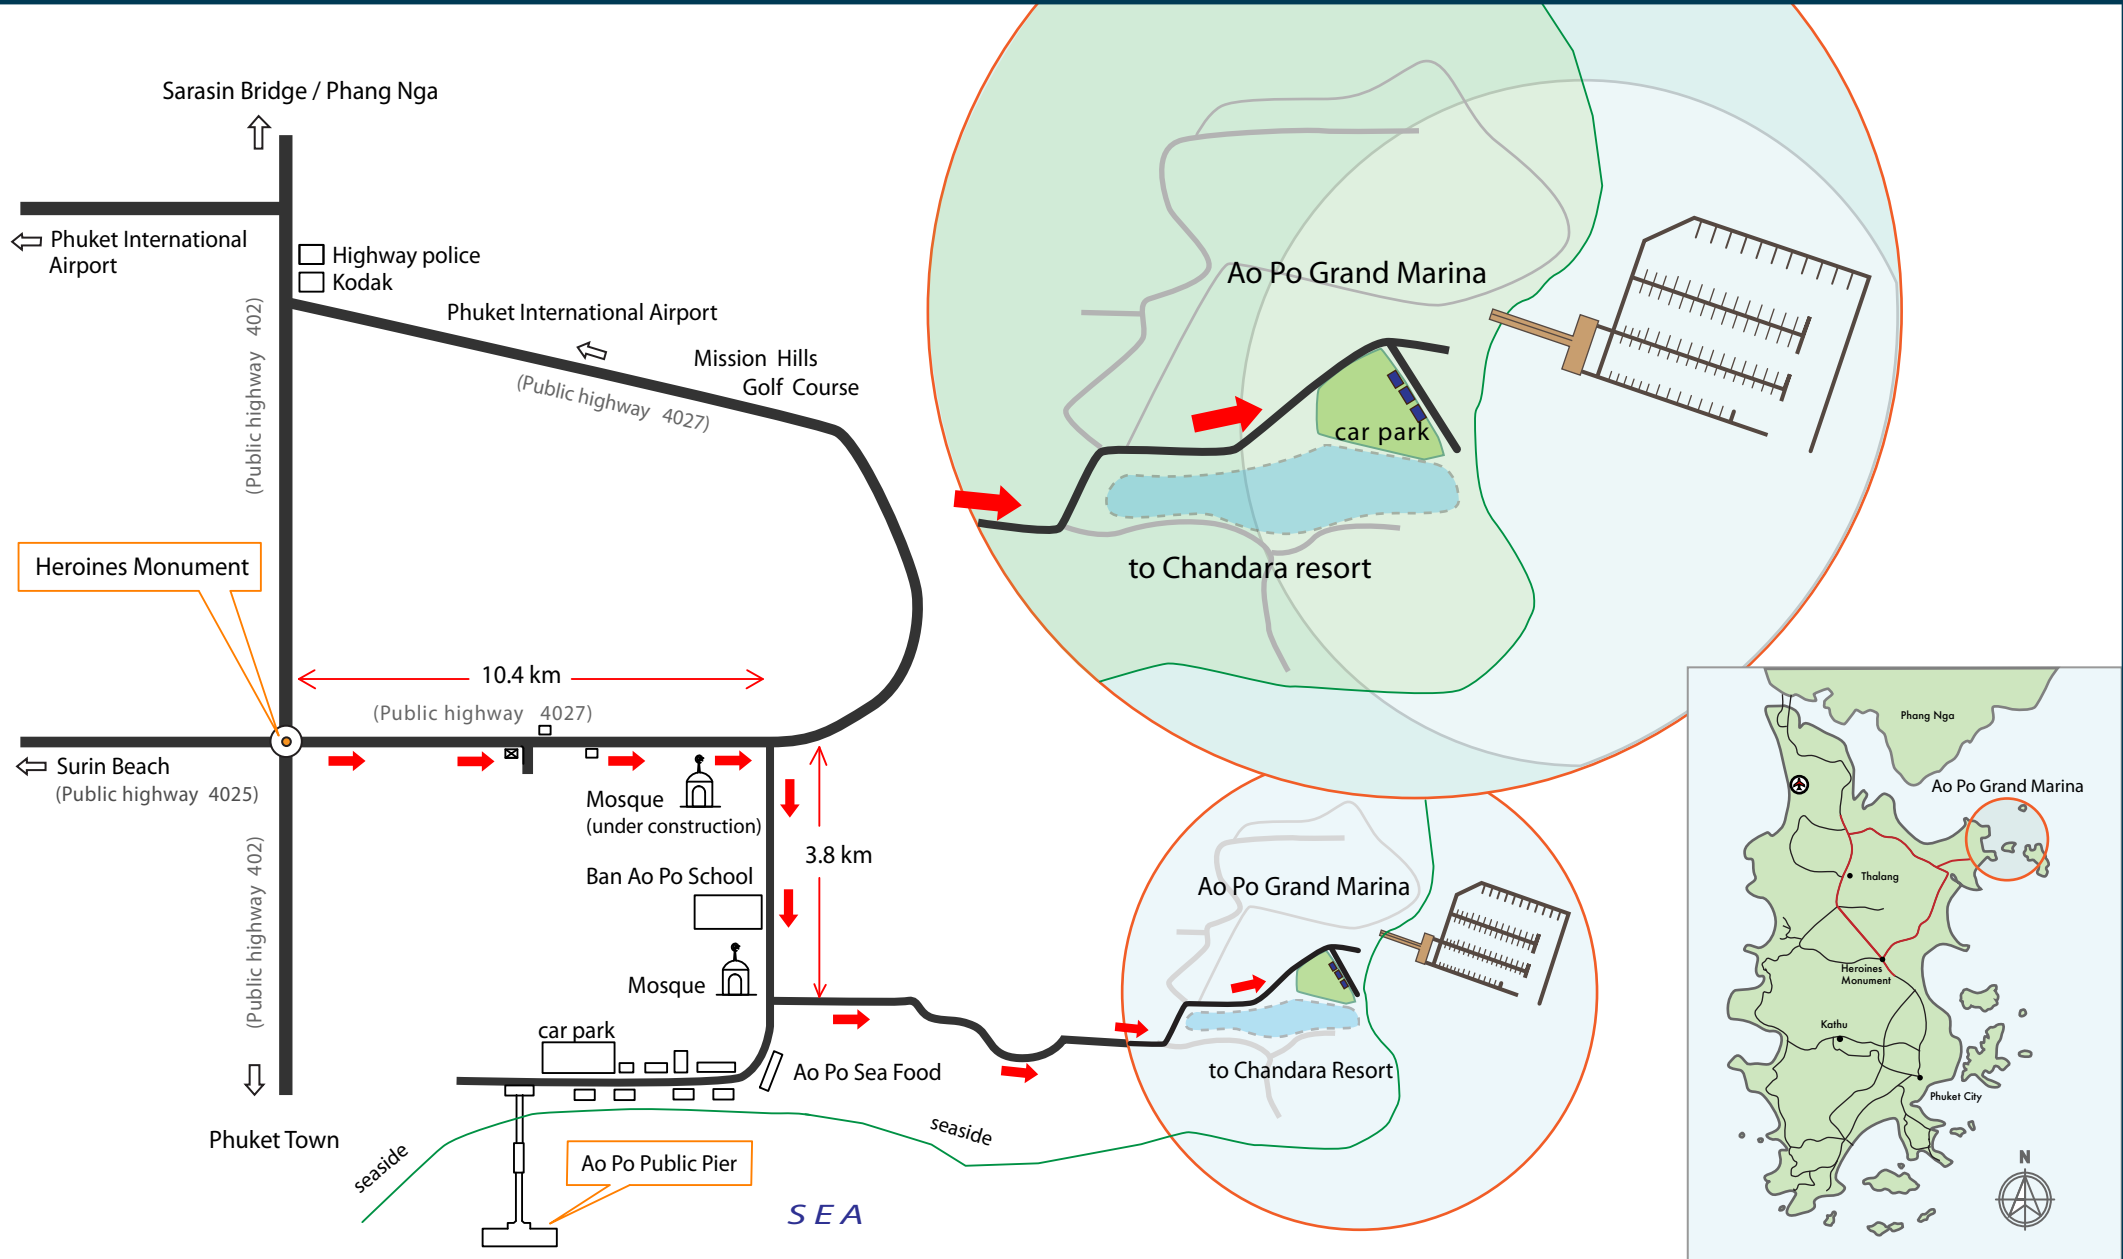 Sarasin Bridge / Phang Nga
Phuket International
Airport
Highway police
Kodak
(Public highway 402)
Phuket International Airport
(Public highway 4027)
Mission Hills
Golf Course
Heroines Monument
10.4 km
(Public highway 4027)
Surin Beach
(Public highway 4025)
Mosque
(under construction)
3.8 km
Ban Ao Po School
Mosque
(Public highway 402)
car park
Ao Po Sea Food
Phuket Town
seaside
seaside
Ao Po Public Pier
SEA
Ao Po Grand Marina
car park
to Chandara resort
Ao Po Grand Marina
to Chandara Resort
Phang Nga
Ao Po Grand Marina
Thalang
Heroines
Monument
Kathu
Phuket City
N